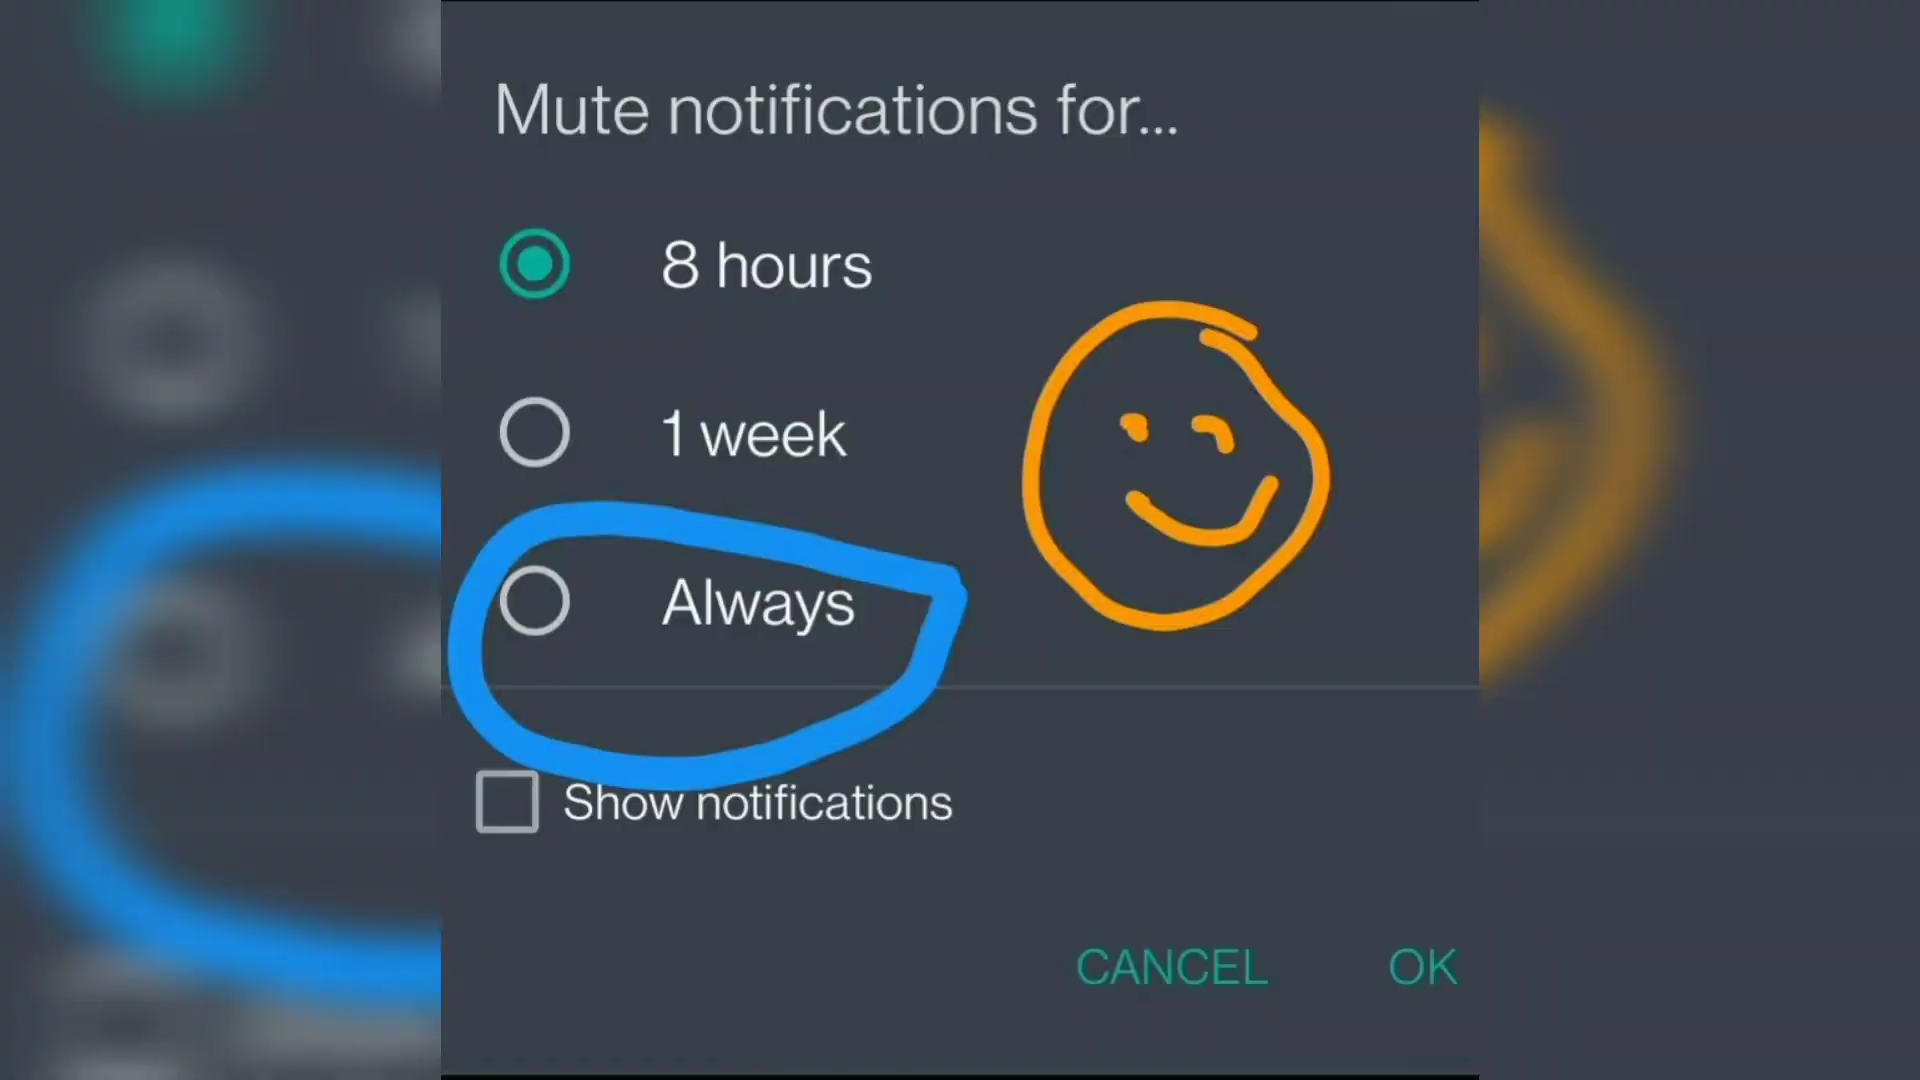 Mute notifications for...
8 hours
1 week
Always
Show notifications
CANCEL OK